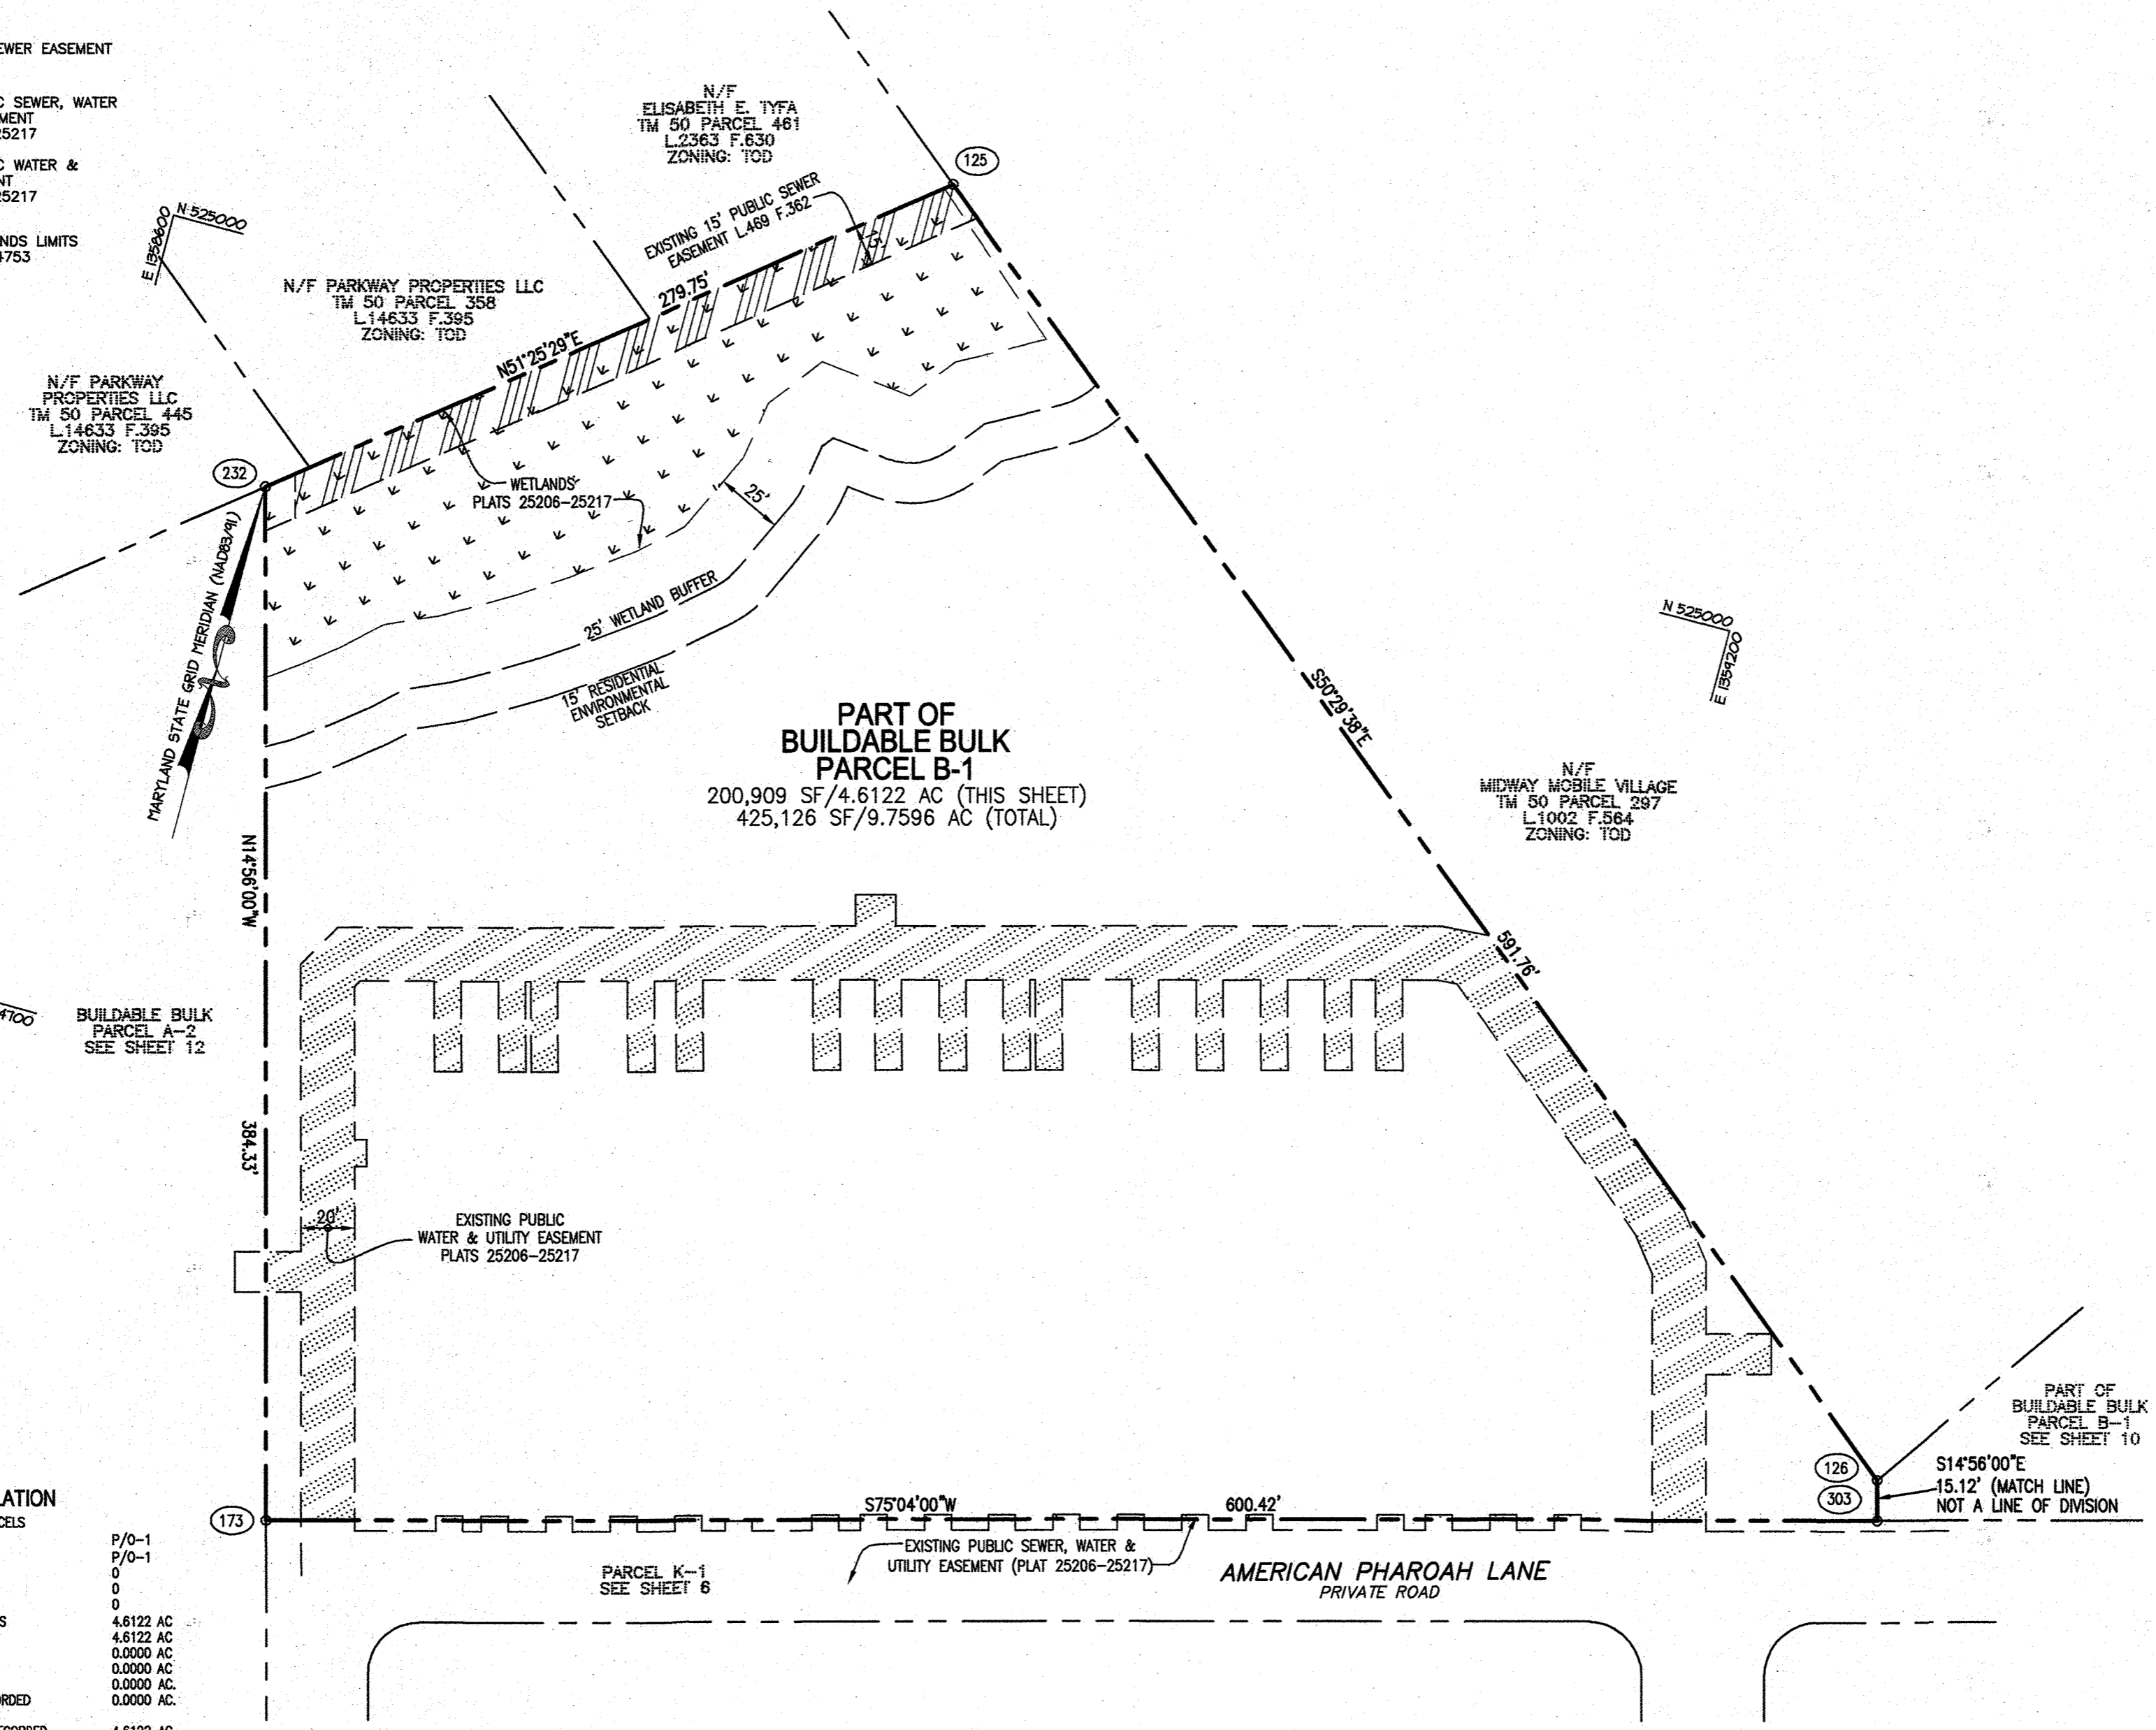 EWER EASEMENT
C SEWER, WATER
MENT
25217
C WATER &
NT
25217
NDS LIMITS
4753
N/F
ELISABETH E. TYFA
TM 50 PARCEL 461
L.2363 F.630
ZONING: TOD
125
EXISTING 15' PUBLIC SEWER
EASEMENT L.469 F.362
15'
N 525000
E 1358600
N/F PARKWAY PROPERTIES LLC
TM 50 PARCEL 358
L.14633 F.395
ZONING: TOD
279.75'
N51°25'29"E
N/F PARKWAY
PROPERTIES LLC
TM 50 PARCEL 445
L.14633 F.395
ZONING: TOD
232
WETLANDS
PLATS 25206-25217
25'
MARYLAND STATE GRID MERIDIAN (NAD83/91)
25' WETLAND BUFFER
15' RESIDENTIAL
ENVIRONMENTAL
SETBACK
N 525000
E 1359200
S50°29'38"E
PART OF
BUILDABLE BULK
PARCEL B-1
200,909 SF/4.6122 AC (THIS SHEET)
425,126 SF/9.7596 AC (TOTAL)
N/F
MIDWAY MOBILE VILLAGE
TM 50 PARCEL 297
L.1002 F.564
ZONING: TOD
N14°56'00"W
591.76'
4700
BUILDABLE BULK
PARCEL A-2
SEE SHEET 12
384.33'
20'
EXISTING PUBLIC
WATER & UTILITY EASEMENT
PLATS 25206-25217
PART OF
BUILDABLE BULK
PARCEL B-1
SEE SHEET 10
126
303
S14°56'00"E
15.12' (MATCH LINE)
NOT A LINE OF DIVISION
173
S75°04'00"W
600.42'
EXISTING PUBLIC SEWER, WATER &
UTILITY EASEMENT (PLAT 25206-25217)
PARCEL K-1
SEE SHEET 6
AMERICAN PHAROAH LANE
PRIVATE ROAD
LATION
CELS
P/O-1
P/O-1
0
0
0
S 4.6122 AC
4.6122 AC
0.0000 AC
0.0000 AC
0.0000 AC.
ORDED 0.0000 AC.
ECORDED 4.6122 AC